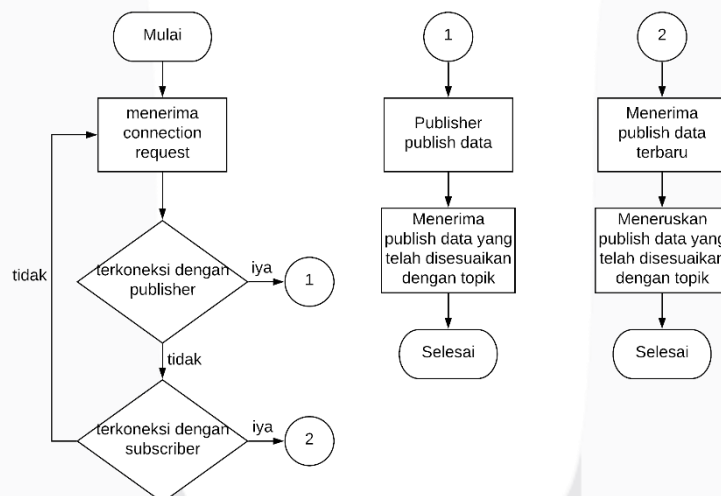 Mulai
menerima
connection
request
terkoneksi dengan
publisher
iya
1
tidak
tidak
terkoneksi dengan
subscriber
iya
2
1
Publisher
publish data
Menerima
publish data yang
telah disesuaikan
dengan topik
Selesai
2
Menerima
publish data
terbaru
Meneruskan
publish data yang
telah disesuaikan
dengan topik
Selesai